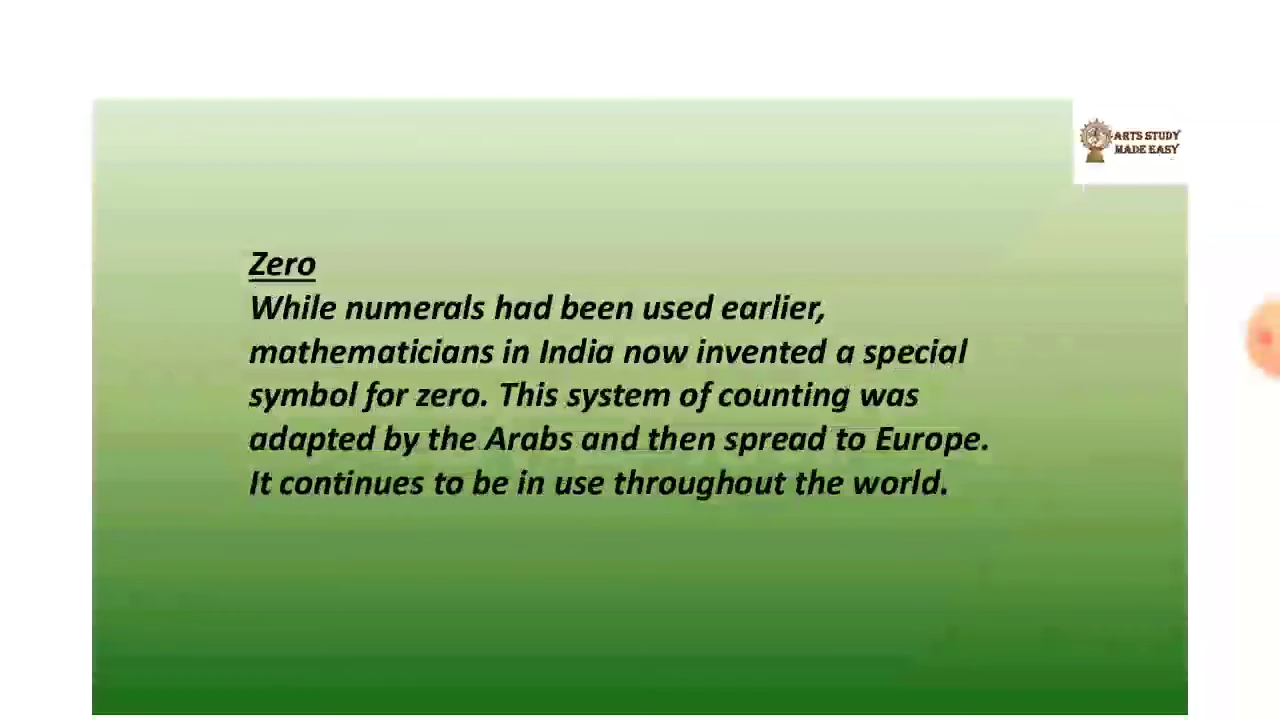 ARTS STUDY
MADE EASY
Zero
While numerals had been used earlier,
mathematicians in India now invented a special
symbol for zero. This system of counting was
adapted by the Arabs and then spread to Europe.
It continues to be in use throughout the world.